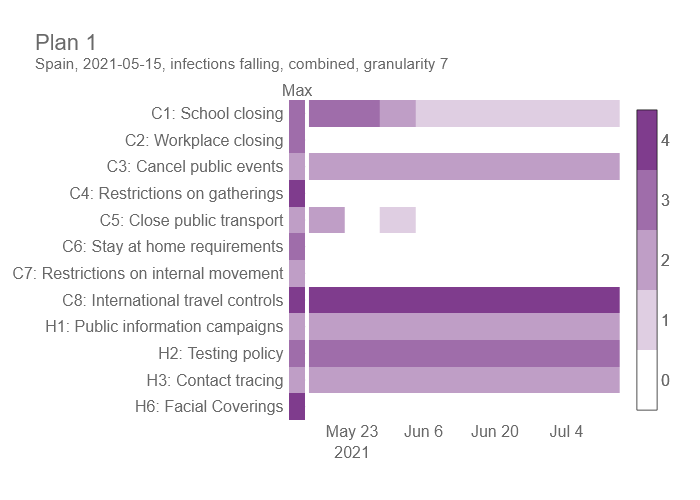 Plan 1
Spain, 2021-05-15, infections falling, combined, granularity 7
Max
C1: School closing
C2: Workplace closing
C3: Cancel public events
C4: Restrictions on gatherings
C5: Close public transport
C6: Stay at home requirements
C7: Restrictions on internal movement
C8: International travel controls
H1: Public information campaigns
H2: Testing policy
H3: Contact tracing
H6: Facial Coverings
May 23
2021
Jun 6
Jun 20
Jul 4
4
3
2
1
0